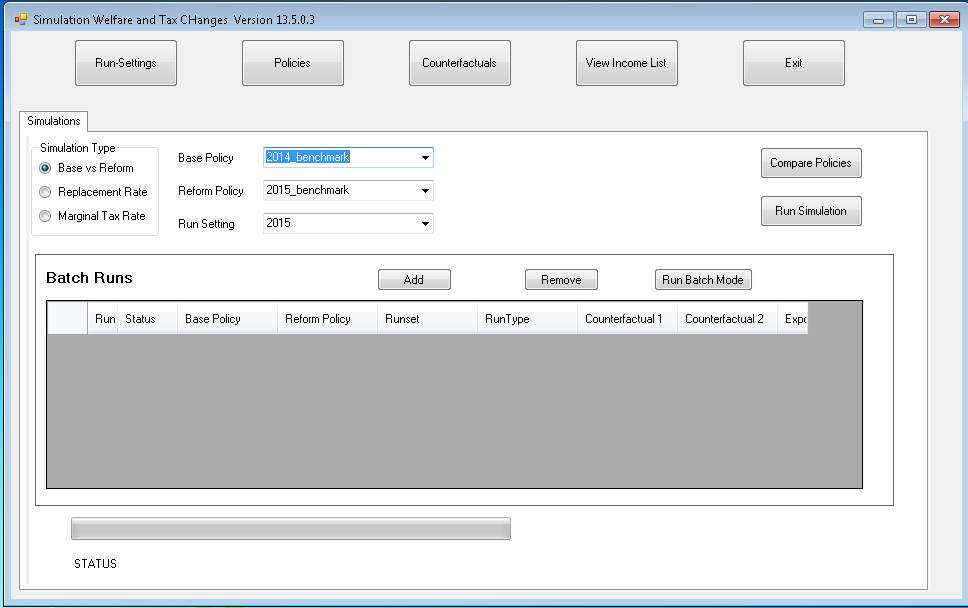 Simulation Welfare and Tax CHanges Version 13.5.0.3
Run-Settings Policies Counterfactuals View Income List Exit
Simulations
Simulation Type
Base vs Reform
Replacement Rate
Marginal Tax Rate
Base Policy 2014_benchmark
Reform Policy 2015_benchmark
Run Setting 2015
Compare Policies
Run Simulation
Batch Runs Add Remove Run Batch Mode
Run Status Base Policy Reform Policy Runset RunType Counterfactual 1 Counterfactual 2 Expo
STATUS